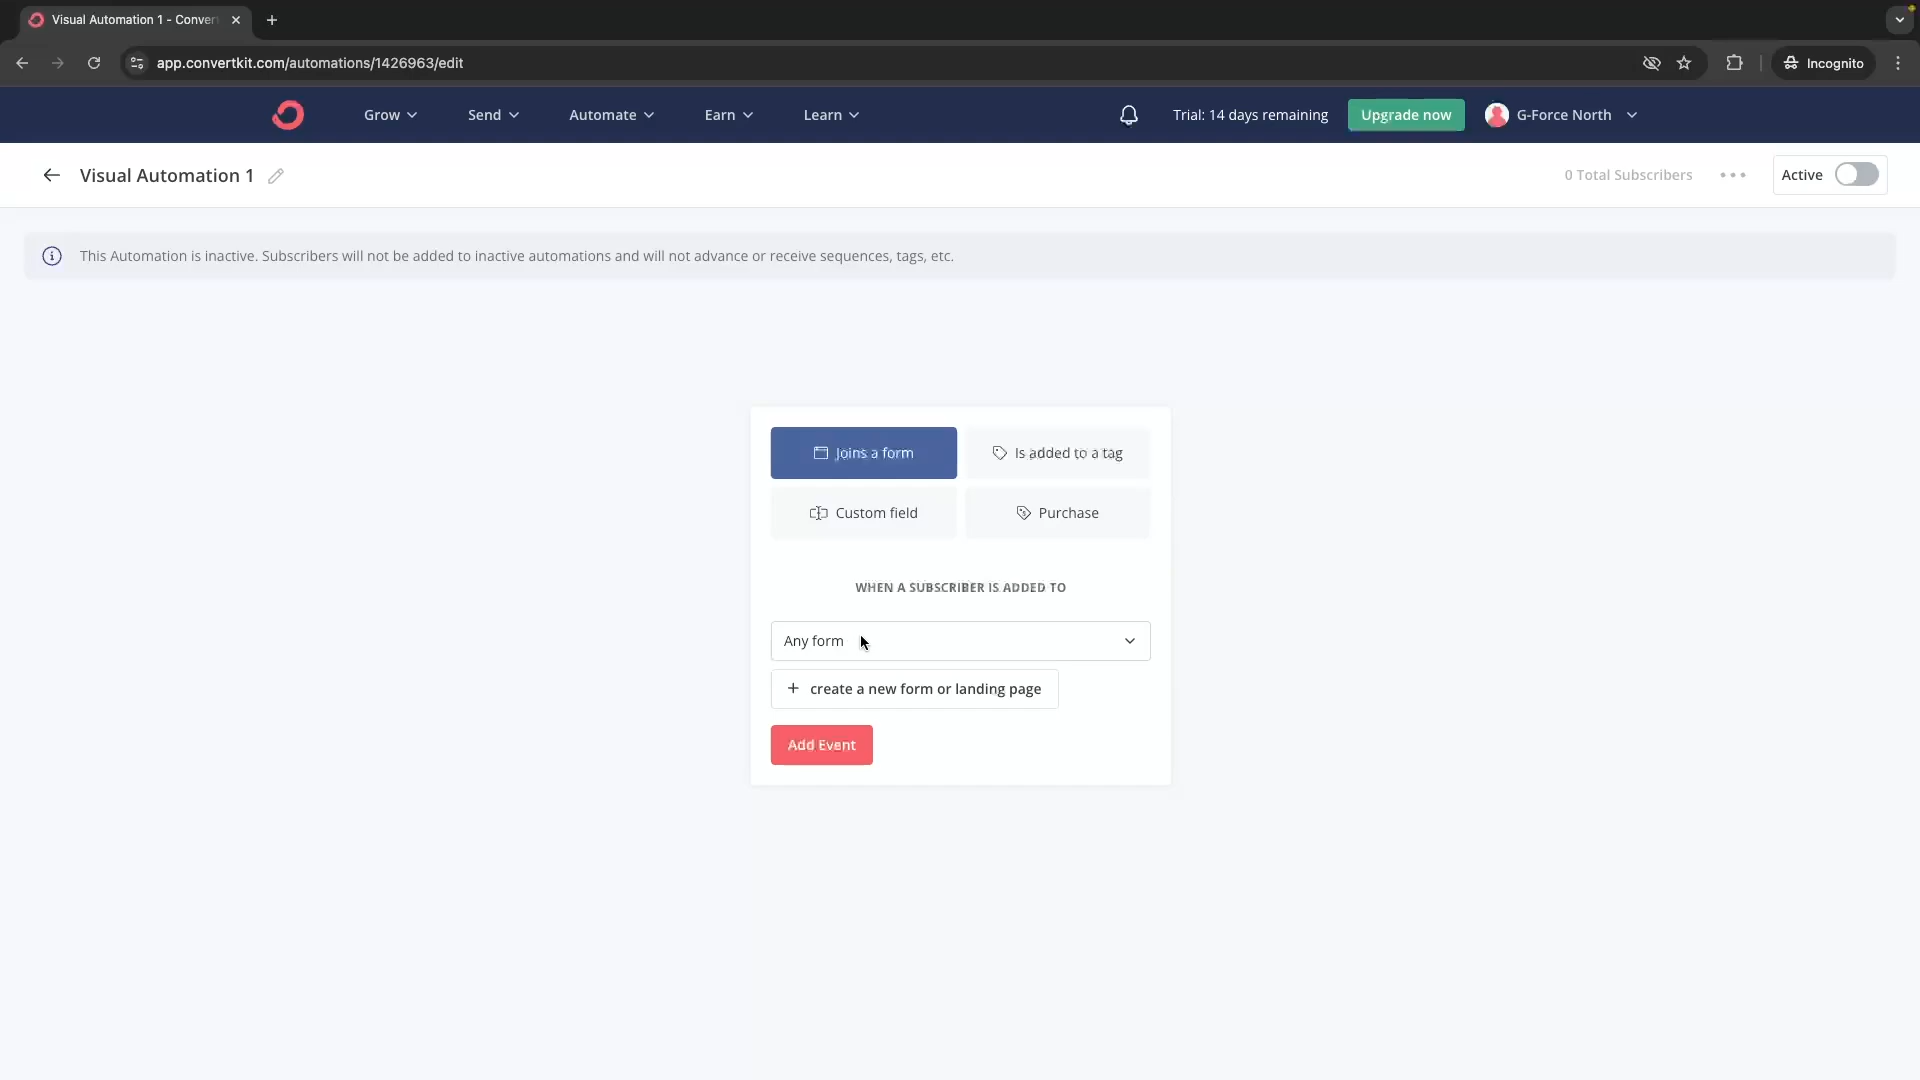 Visual Automation 1 - Conver
app.convertkit.com/automations/1426963/edit
Incognito
Grow
Send
Automate
Earn
Learn
Trial: 14 days remaining
Upgrade now
G-Force North
Visual Automation 1
0 Total Subscribers
Active
This Automation is inactive. Subscribers will not be added to inactive automations and will not advance or receive sequences, tags, etc.
Joins a form
Is added to a tag
Custom field
Purchase
WHEN A SUBSCRIBER IS ADDED TO
Any form
create a new form or landing page
Add Event